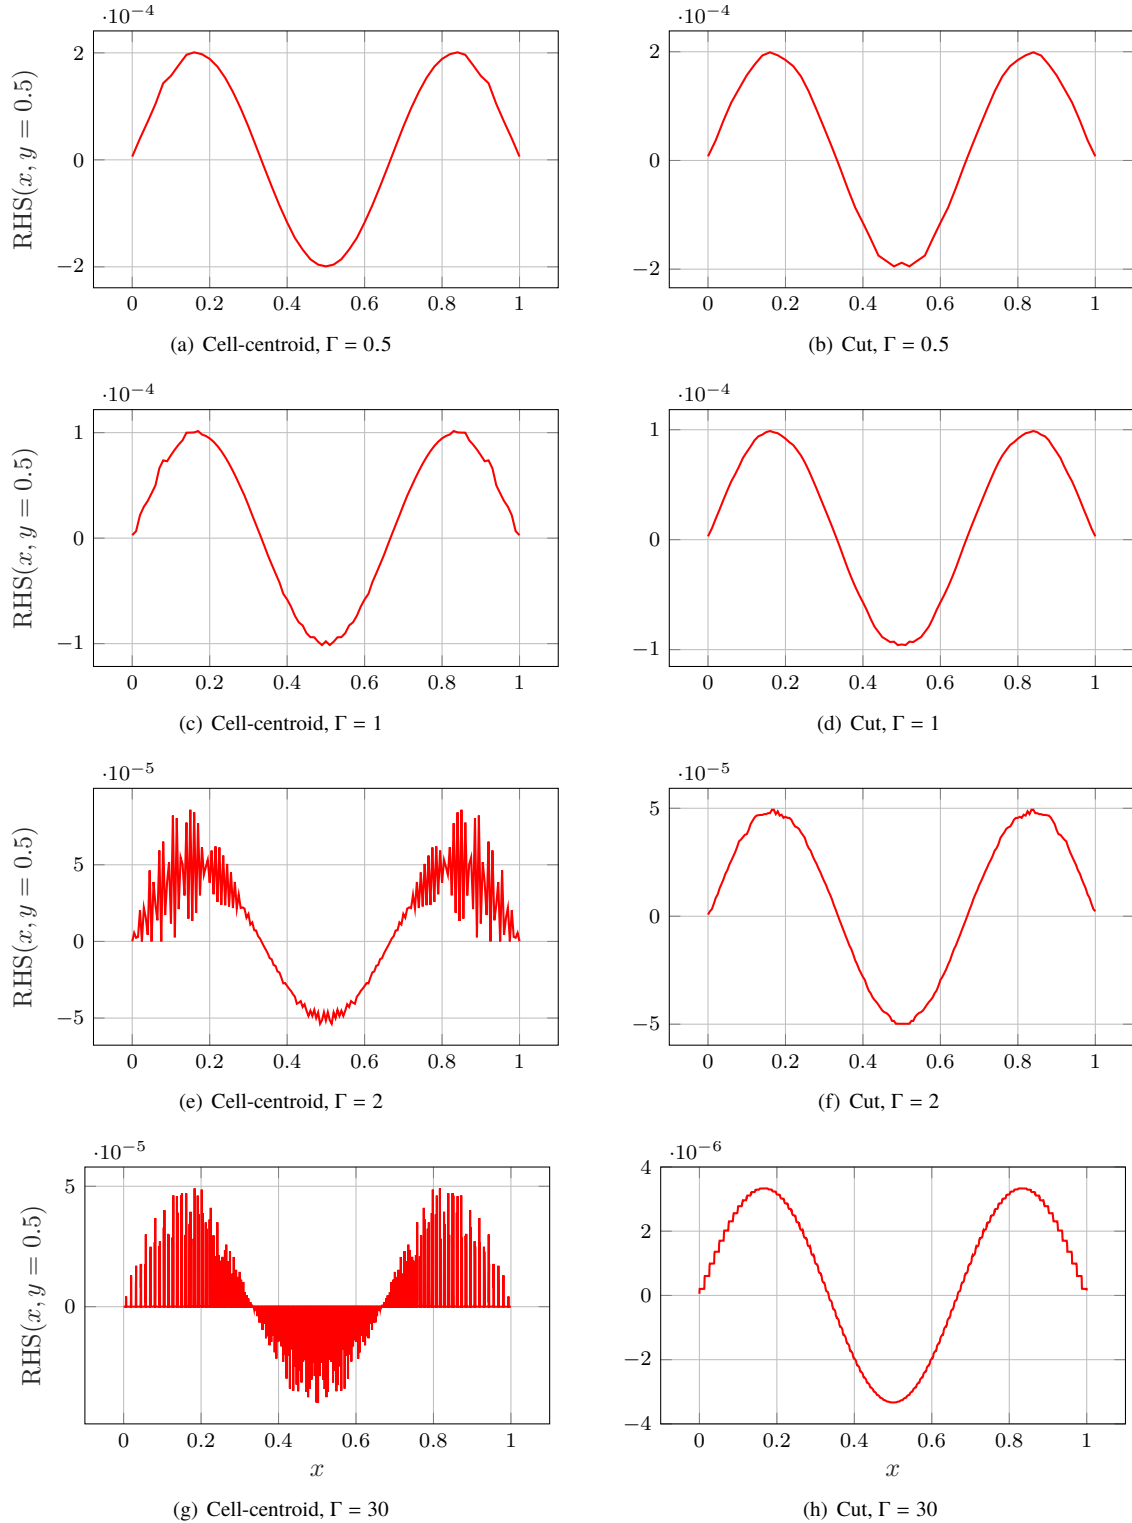 ·10⁻⁴ ·10⁻⁴
RHS(x, y = 0.5)
2 2
0 0
−2 −2
0 0.2 0.4 0.6 0.8 1 0 0.2 0.4 0.6 0.8 1
(a) Cell-centroid, Γ = 0.5 (b) Cut, Γ = 0.5
·10⁻⁴ ·10⁻⁴
RHS(x, y = 0.5)
1 1
0 0
−1 −1
0 0.2 0.4 0.6 0.8 1 0 0.2 0.4 0.6 0.8 1
(c) Cell-centroid, Γ = 1 (d) Cut, Γ = 1
·10⁻⁵ ·10⁻⁵
RHS(x, y = 0.5)
5 5
0 0
−5 −5
0 0.2 0.4 0.6 0.8 1 0 0.2 0.4 0.6 0.8 1
(e) Cell-centroid, Γ = 2 (f) Cut, Γ = 2
·10⁻⁵ ·10⁻⁶
RHS(x, y = 0.5)
4
5
2
0 0
−2
−4
0 0.2 0.4 0.6 0.8 1 0 0.2 0.4 0.6 0.8 1
x x
(g) Cell-centroid, Γ = 30 (h) Cut, Γ = 30